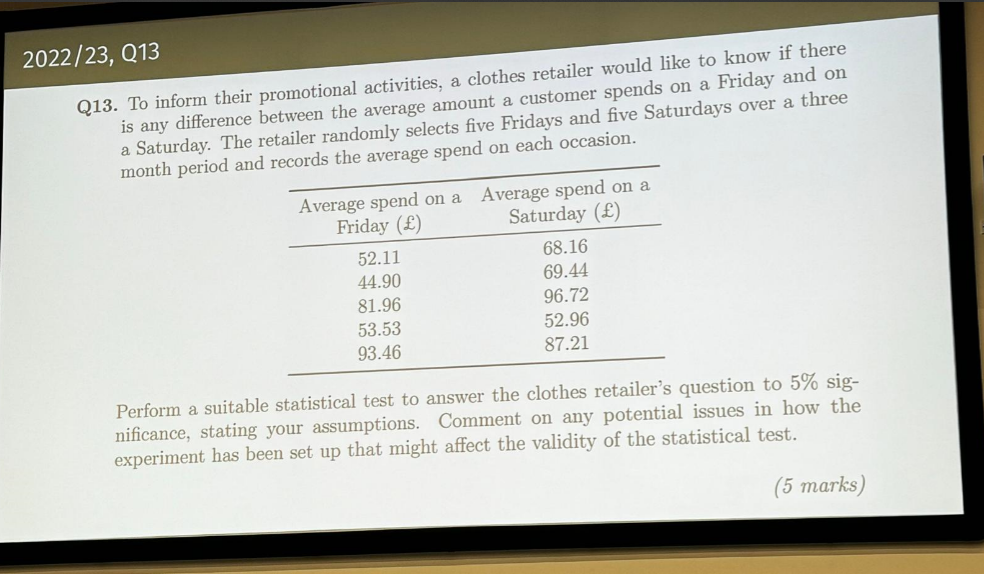 2022/23, Q13
Q13. To inform their promotional activities, a clothes retailer would like to know if there
is any difference between the average amount a customer spends on a Friday and on
a Saturday. The retailer randomly selects five Fridays and five Saturdays over a three
month period and records the average spend on each occasion.
Average spend on a Average spend on a
Friday (£) Saturday (£)
52.11 68.16
44.90 69.44
81.96 96.72
53.53 52.96
93.46 87.21
Perform a suitable statistical test to answer the clothes retailer's question to 5% sig-
nificance, stating your assumptions. Comment on any potential issues in how the
experiment has been set up that might affect the validity of the statistical test.
(5 marks)